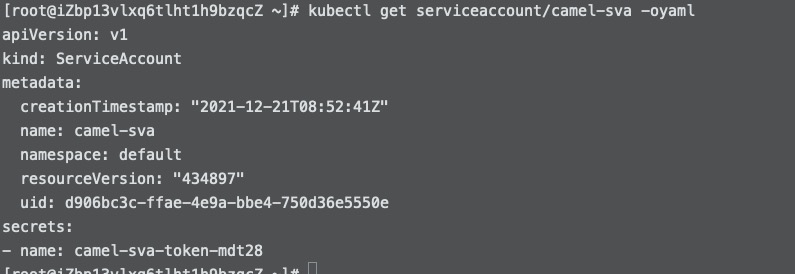 [root@iZbp13vlxq6tlht1h9bzqcZ ~]# kubectl get serviceaccount/camel-sva -oyaml
apiVersion: v1
kind: ServiceAccount
metadata:
  creationTimestamp: "2021-12-21T08:52:41Z"
  name: camel-sva
  namespace: default
  resourceVersion: "434897"
  uid: d906bc3c-ffae-4e9a-bbe4-750d36e5550e
secrets:
- name: camel-sva-token-mdt28
[root@iZbp13vlxq6tlht1h9bzqcZ ~]#